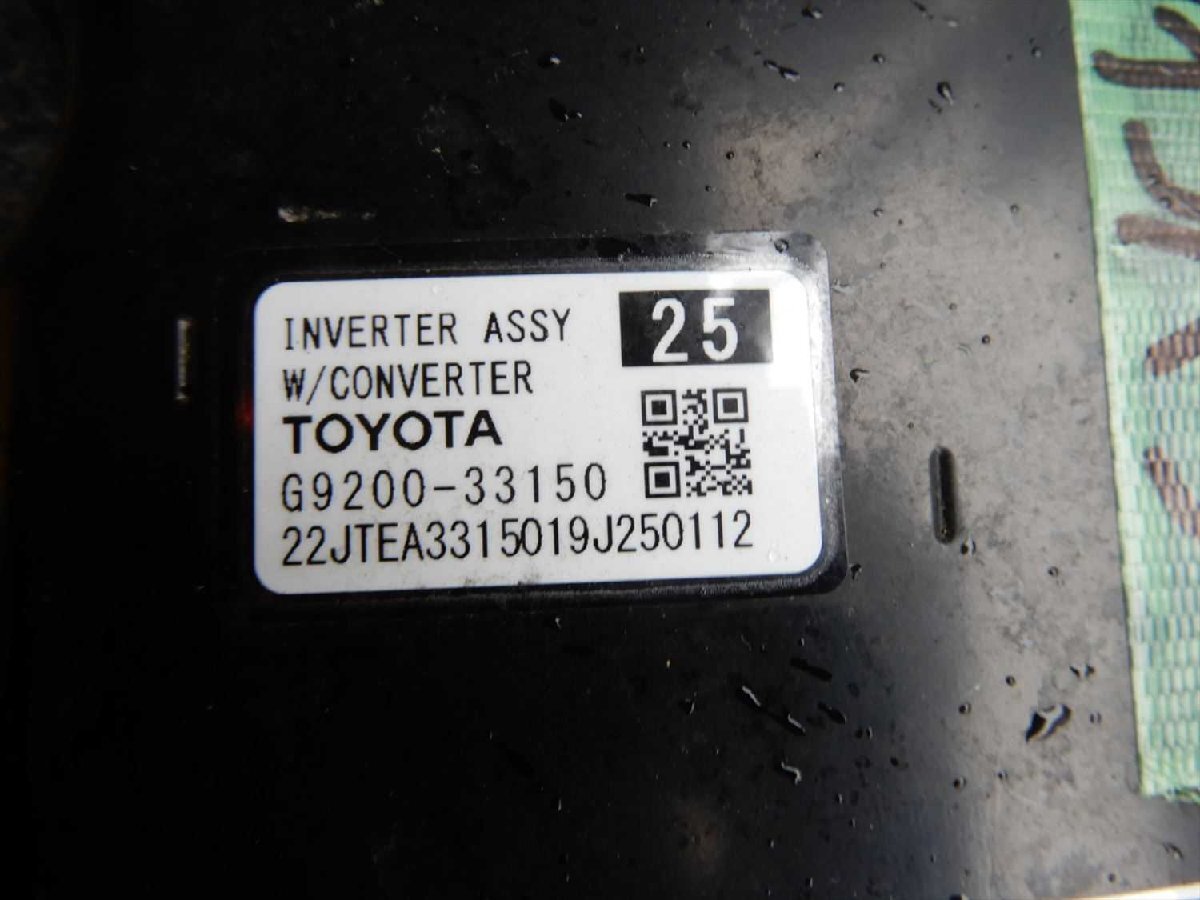 INVERTER ASSY
25
W/CONVERTER
TOYOTA
G9200-33150
22JTEA3315019J250112